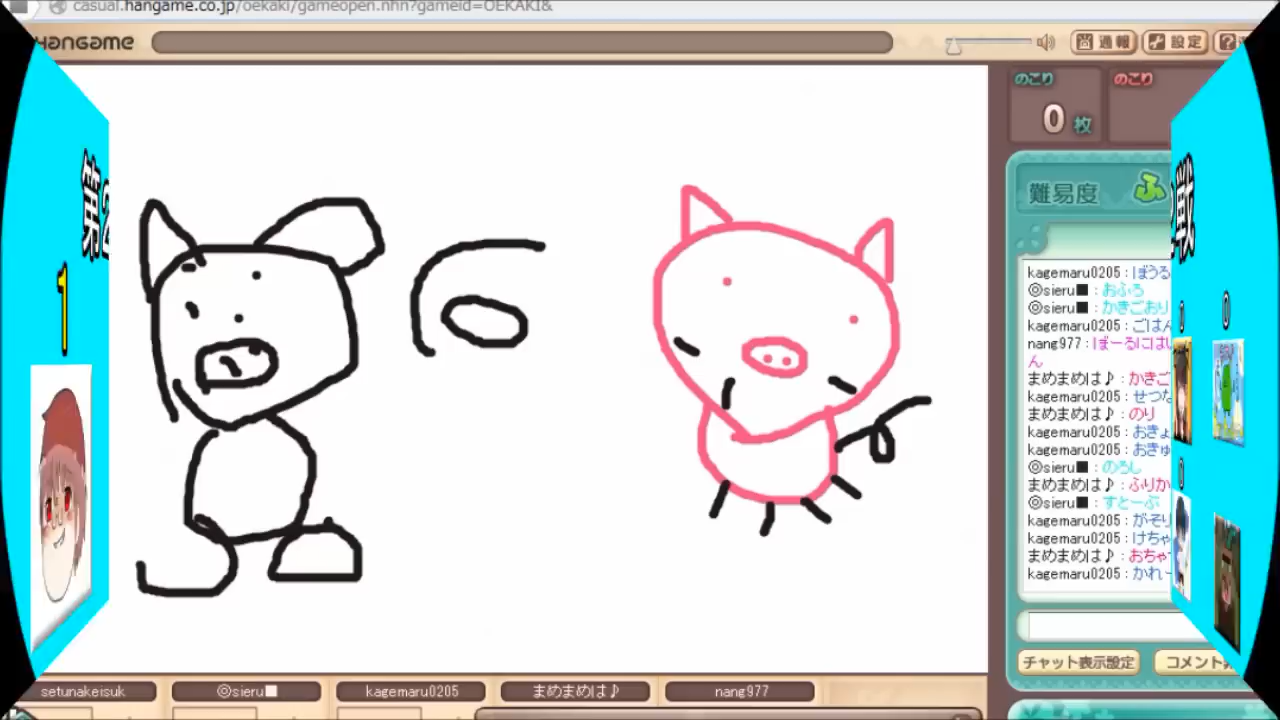 casual.hangame.co.jp/oekaki/gameopen.nhn?gameid=OEKAKI&
Hangame
通報
設定
のこり
のこり
0枚
第2
戦
1
1
0
0
難易度
ふ
kagemaru0205：ぼうる
◎sieru■：おふろ
◎sieru■：かきごおり
kagemaru0205：ごはん
nang977：ぼーるにはい
ん
まめまめは♪：かきご
kagemaru0205：せつな
まめまめは♪：のり
kagemaru0205：おきょ
kagemaru0205：おきゅ
◎sieru■：のろし
まめまめは♪：ふりか
◎sieru■：すとーぶ
kagemaru0205：がそり
kagemaru0205：けちゃ
まめまめは♪：おちゃ
kagemaru0205：かれー
チャット表示設定
コメント
setunakeisuk
◎sieru■
kagemaru0205
まめまめは♪
nang977